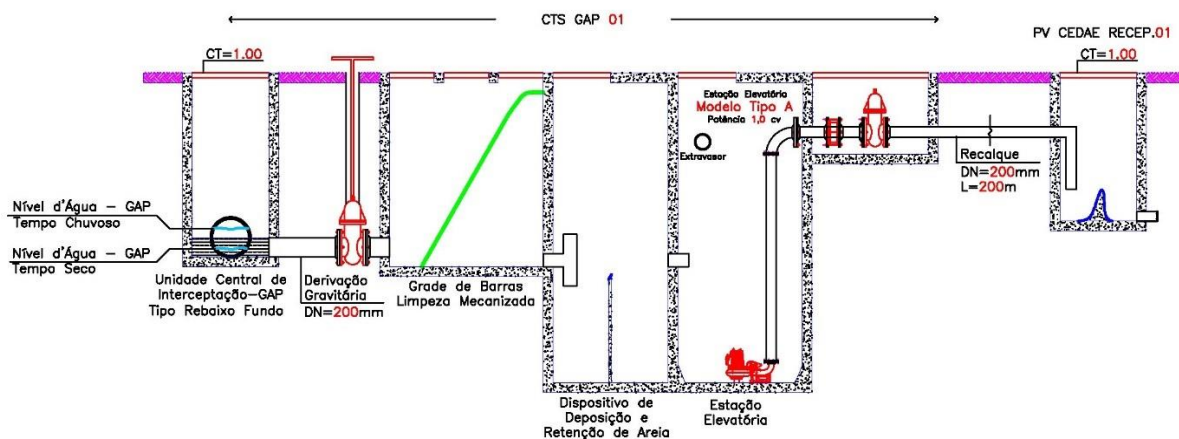 CTS GAP 01
PV CEDAE RECEP.01
CT=1.00
CT=1.00
Estação Elevatória
Modelo Tipo A
Potência 1,0 cv
Extravasor
Recalque
DN=200mm
L=200m
Nível d'Água – GAP
Tempo Chuvoso
Nível d'Água – GAP
Tempo Seco
Unidade Central de
Interceptação–GAP
Tipo Rebaixo Fundo
Derivação
Gravitária
DN=200mm
Grade de Barras
Limpeza Mecanizada
Dispositivo de
Deposição e
Retenção de Areia
Estação
Elevatória